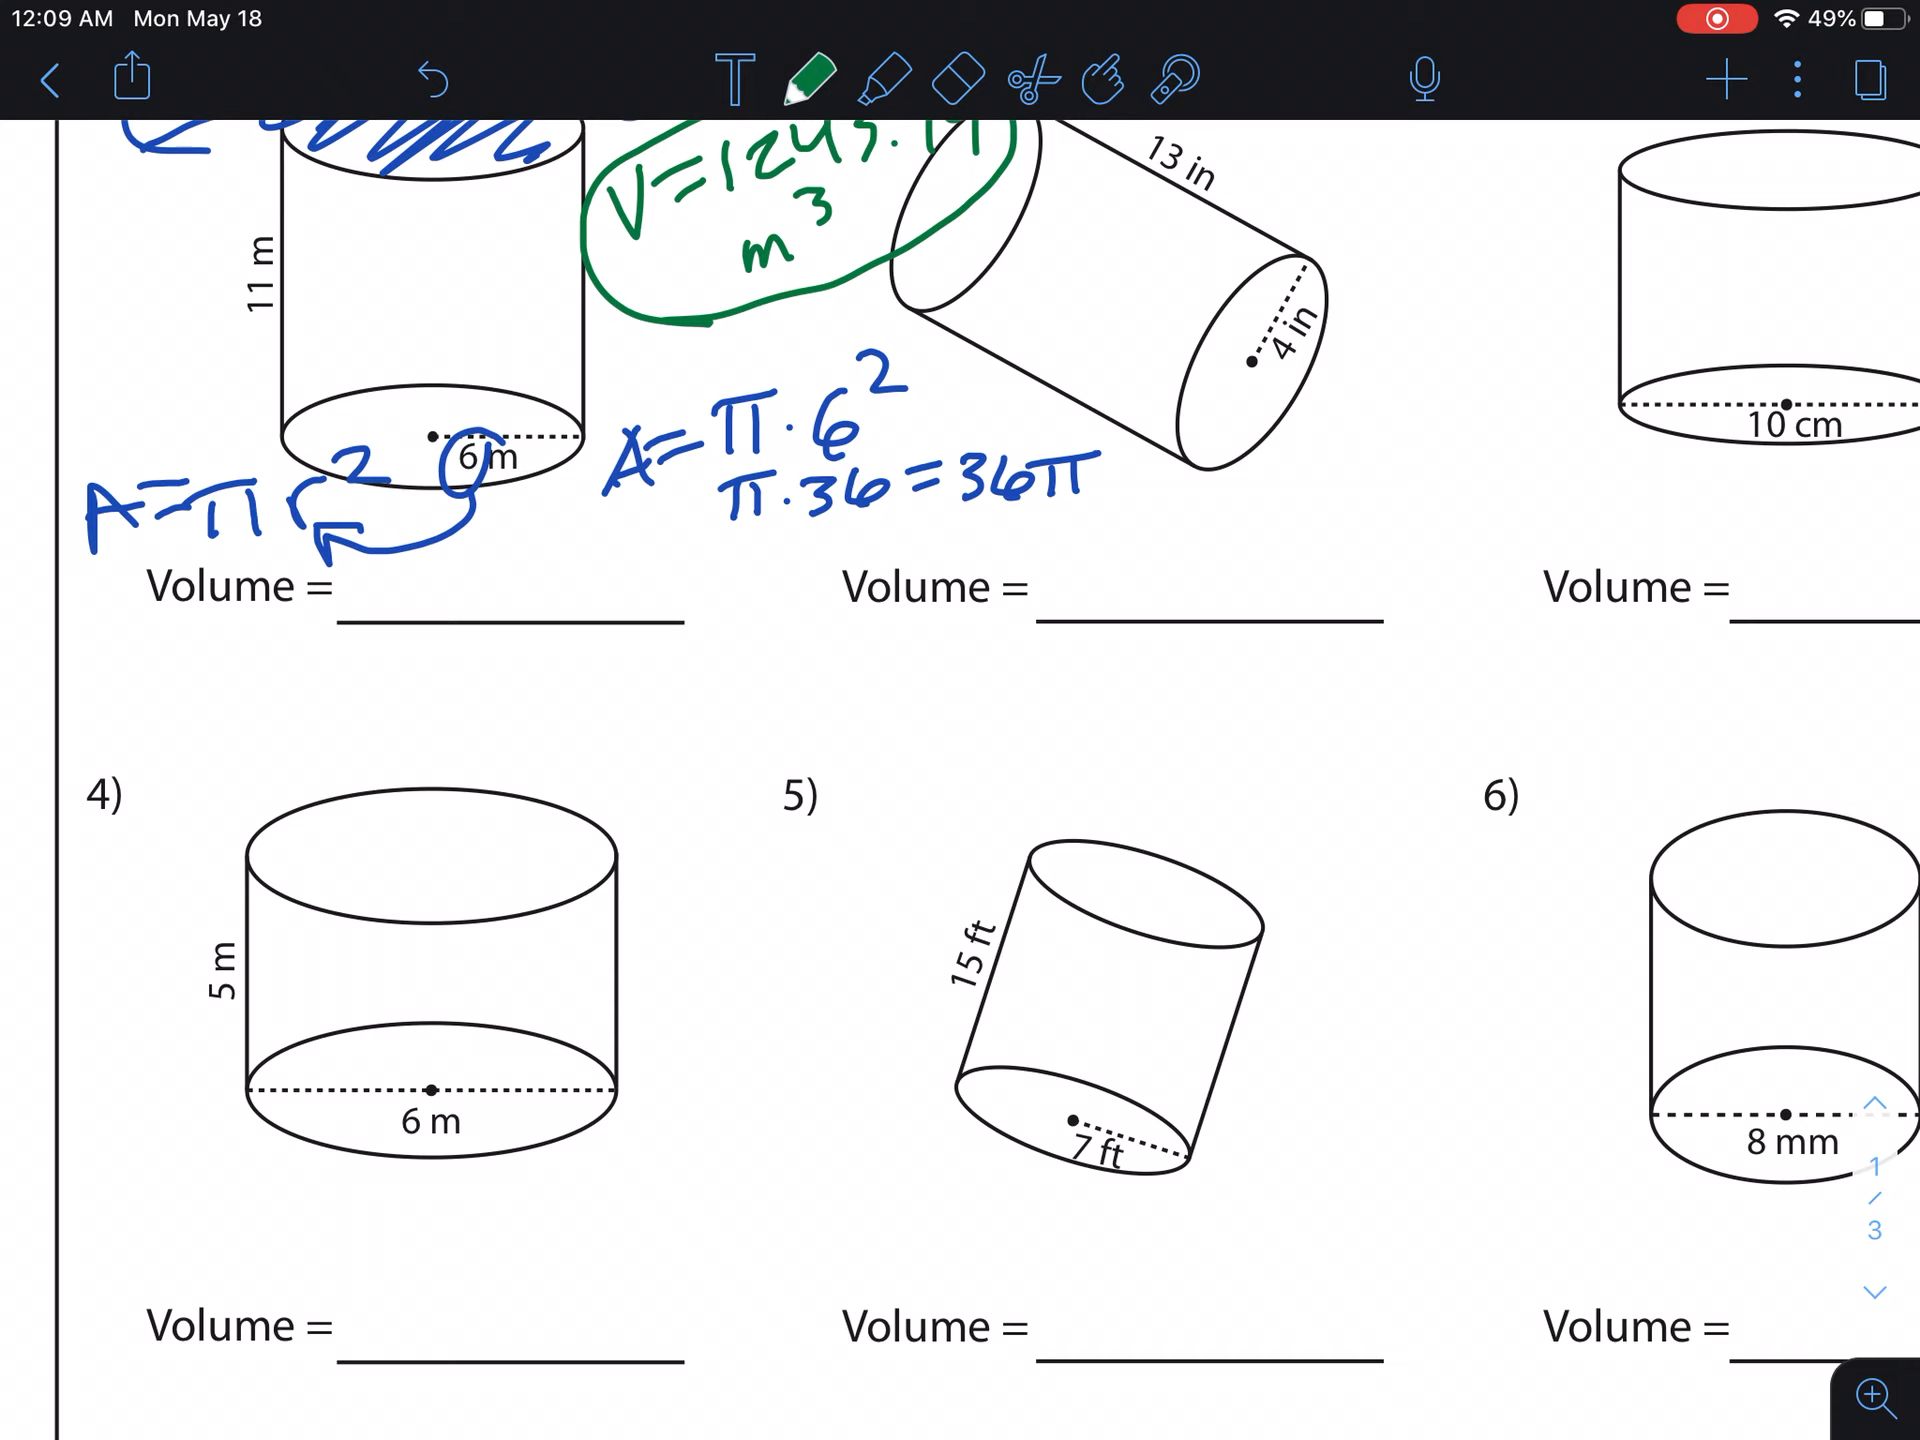 12:09 AM Mon May 18
49%
13 in
V=1243.
m³
11 m
4 in
10 cm
6 m
A=πr²
A=π·6²
π·36=36π
Volume =
Volume =
Volume =
4)
5)
6)
5 m
6 m
15 ft
7 ft
8 mm
1
/
3
Volume =
Volume =
Volume =